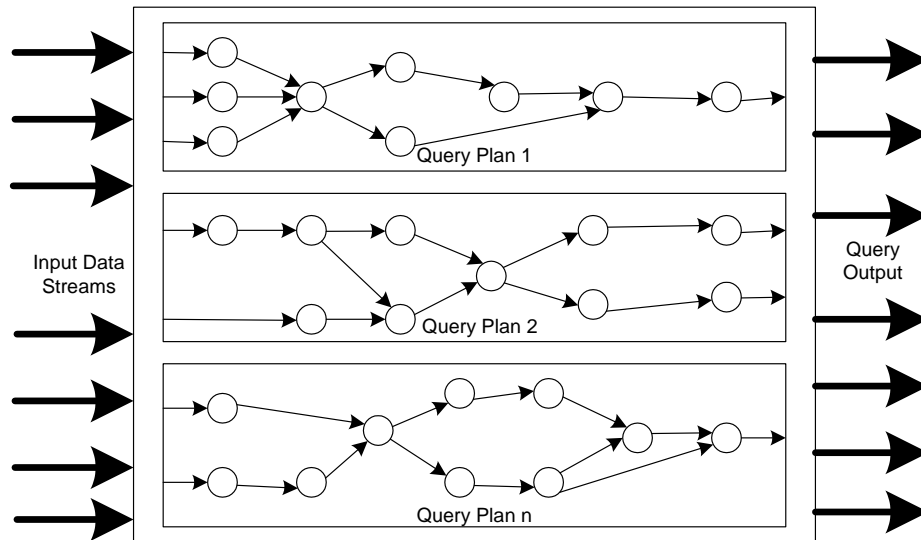 Query Plan 1
Input Data
Streams
Query
Output
Query Plan 2
Query Plan n